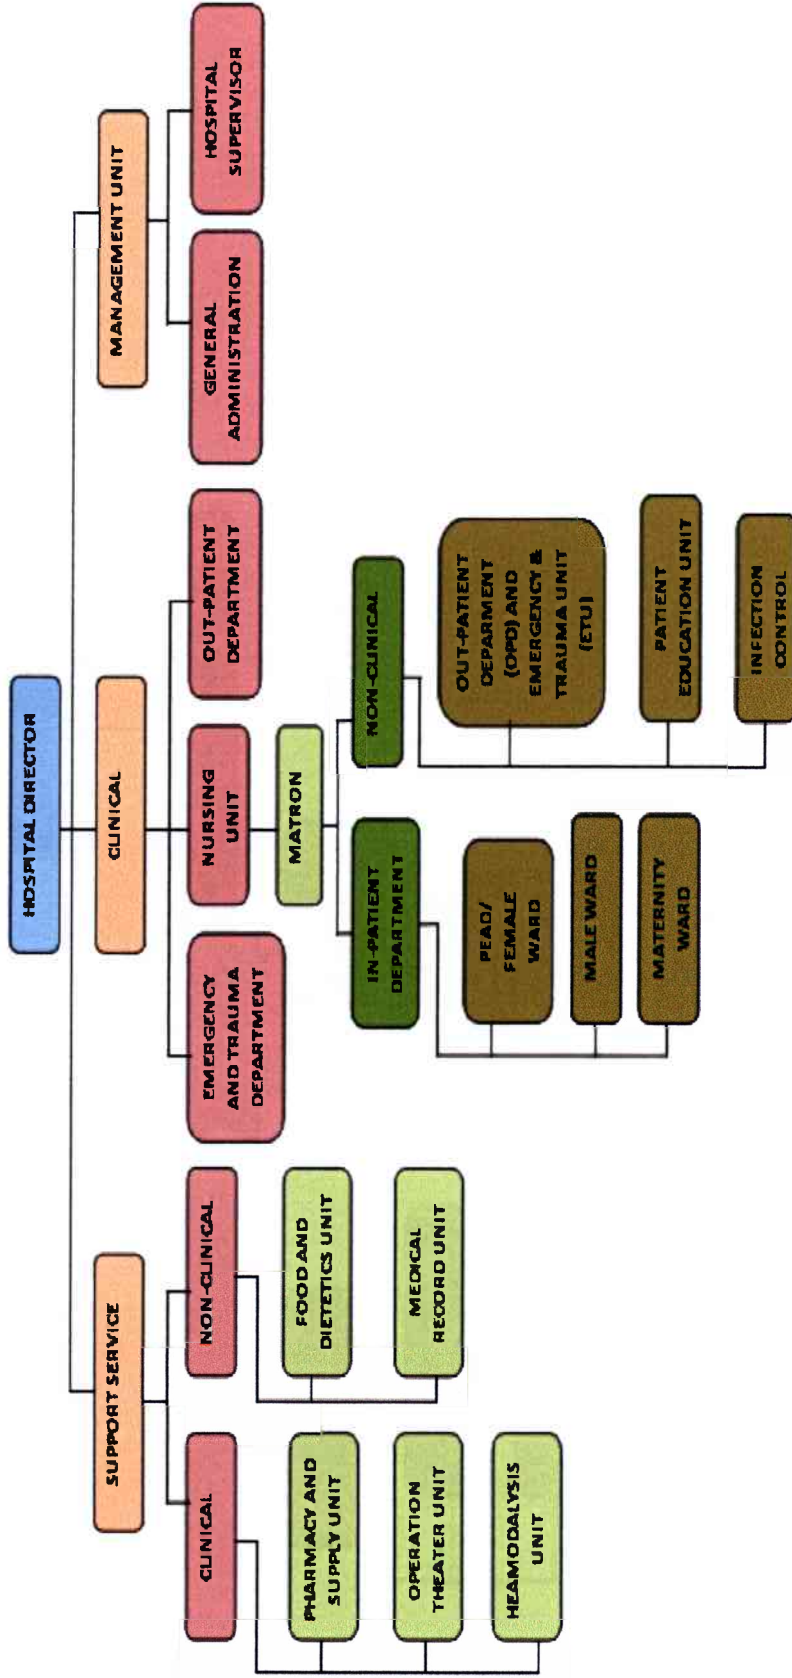 HOSPITAL DIRECTOR
SUPPORT SERVICE
CLINICAL
MANAGEMENT UNIT
CLINICAL
NON-CLINICAL
EMERGENCY
AND TRAUMA
DEPARTMENT
NURSING
UNIT
OUT-PATIENT
DEPARTMENT
GENERAL
ADMINISTRATION
HOSPITAL
SUPERVISOR
PHARMACY AND
SUPPLY UNIT
OPERATION
THEATER UNIT
HEAMODALYSIS
UNIT
FOOD AND
DIETETICS UNIT
MEDICAL
RECORD UNIT
MATRON
IN-PATIENT
DEPARTMENT
NON-CLINICAL
PEAD/
FEMALE
WARD
MALE WARD
MATERNITY
WARD
OUT-PATIENT
DEPARMENT
(OPD) AND
EMERGENCY &
TRAUMA UNIT
(ETU)
PATIENT
EDUCATION UNIT
INFECTION
CONTROL